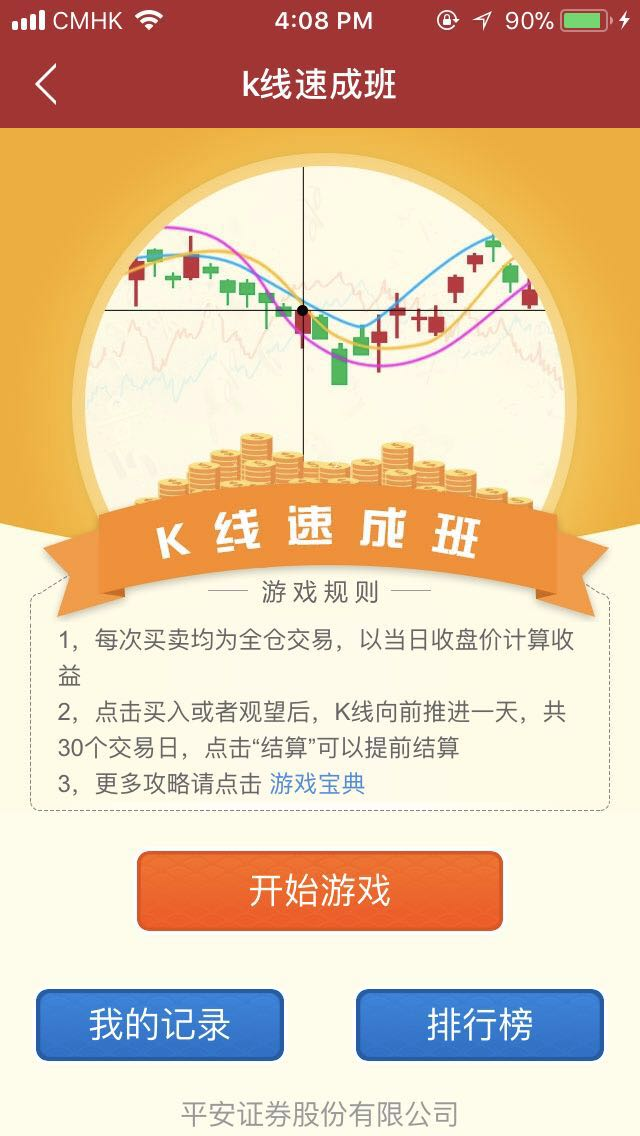 CMHK 4:08 PM 90%
k线速成班
K线速成班
游戏规则
1，每次买卖均为全仓交易，以当日收盘价计算收
益
2，点击买入或者观望后，K线向前推进一天，共
30个交易日，点击“结算”可以提前结算
3，更多攻略请点击 游戏宝典
开始游戏
我的记录 排行榜
平安证券股份有限公司